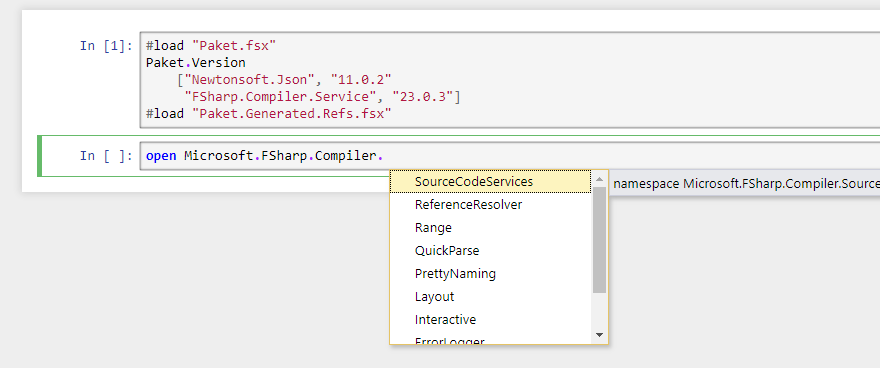 In [1]: #load "Paket.fsx"
Paket.Version
["Newtonsoft.Json", "11.0.2"
"FSharp.Compiler.Service", "23.0.3"]
#load "Paket.Generated.Refs.fsx"
In [ ]: open Microsoft.FSharp.Compiler.
SourceCodeServices namespace Microsoft.FSharp.Compiler.Source
ReferenceResolver
Range
QuickParse
PrettyNaming
Layout
Interactive
ErrorLogger